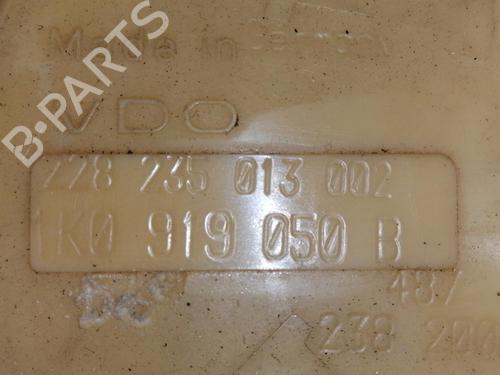 Made in Germany
B-PARTS
VDO
228 235 013 002
1K0 919 050 B
487
238 200